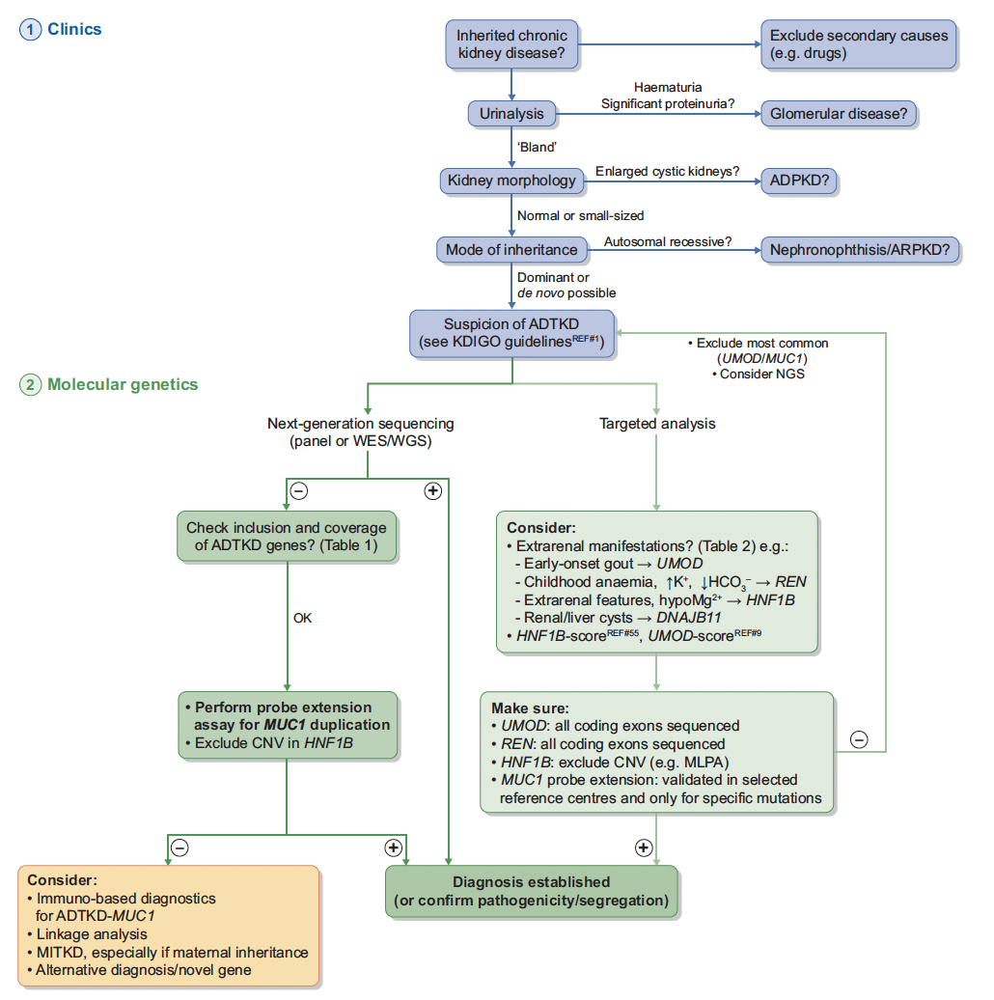 1 Clinics
Inherited chronic
kidney disease?
Exclude secondary causes
(e.g. drugs)
Urinalysis
Haematuria
Significant proteinuria?
Glomerular disease?
‘Bland’
Kidney morphology
Enlarged cystic kidneys?
ADPKD?
Normal or small-sized
Mode of inheritance
Autosomal recessive?
Nephronophthisis/ARPKD?
Dominant or
de novo possible
Suspicion of ADTKD
(see KDIGO guidelinesREF#1)
• Exclude most common
(UMOD/MUC1)
• Consider NGS
2 Molecular genetics
Next-generation sequencing
(panel or WES/WGS)
Targeted analysis
−
+
Check inclusion and coverage
of ADTKD genes? (Table 1)
OK
• Perform probe extension
assay for MUC1 duplication
• Exclude CNV in HNF1B
Consider:
• Extrarenal manifestations? (Table 2) e.g.:
- Early-onset gout → UMOD
- Childhood anaemia, ↑K⁺, ↓HCO₃⁻ → REN
- Extrarenal features, hypoMg²⁺ → HNF1B
- Renal/liver cysts → DNAJB11
• HNF1B-scoreREF#55, UMOD-scoreREF#9
Make sure:
• UMOD: all coding exons sequenced
• REN: all coding exons sequenced
• HNF1B: exclude CNV (e.g. MLPA)
• MUC1 probe extension: validated in selected
reference centres and only for specific mutations
−
−
+
+
Consider:
• Immuno-based diagnostics
for ADTKD-MUC1
• Linkage analysis
• MITKD, especially if maternal inheritance
• Alternative diagnosis/novel gene
Diagnosis established
(or confirm pathogenicity/segregation)